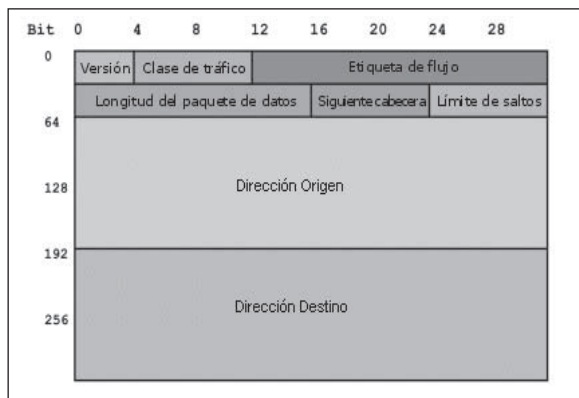 Bit 0 4 8 12 16 20 24 28
0
Versión Clase de tráfico Etiqueta de flujo
Longitud del paquete de datos Siguiente cabecera Límite de saltos
64
128 Dirección Origen
192
Dirección Destino
256